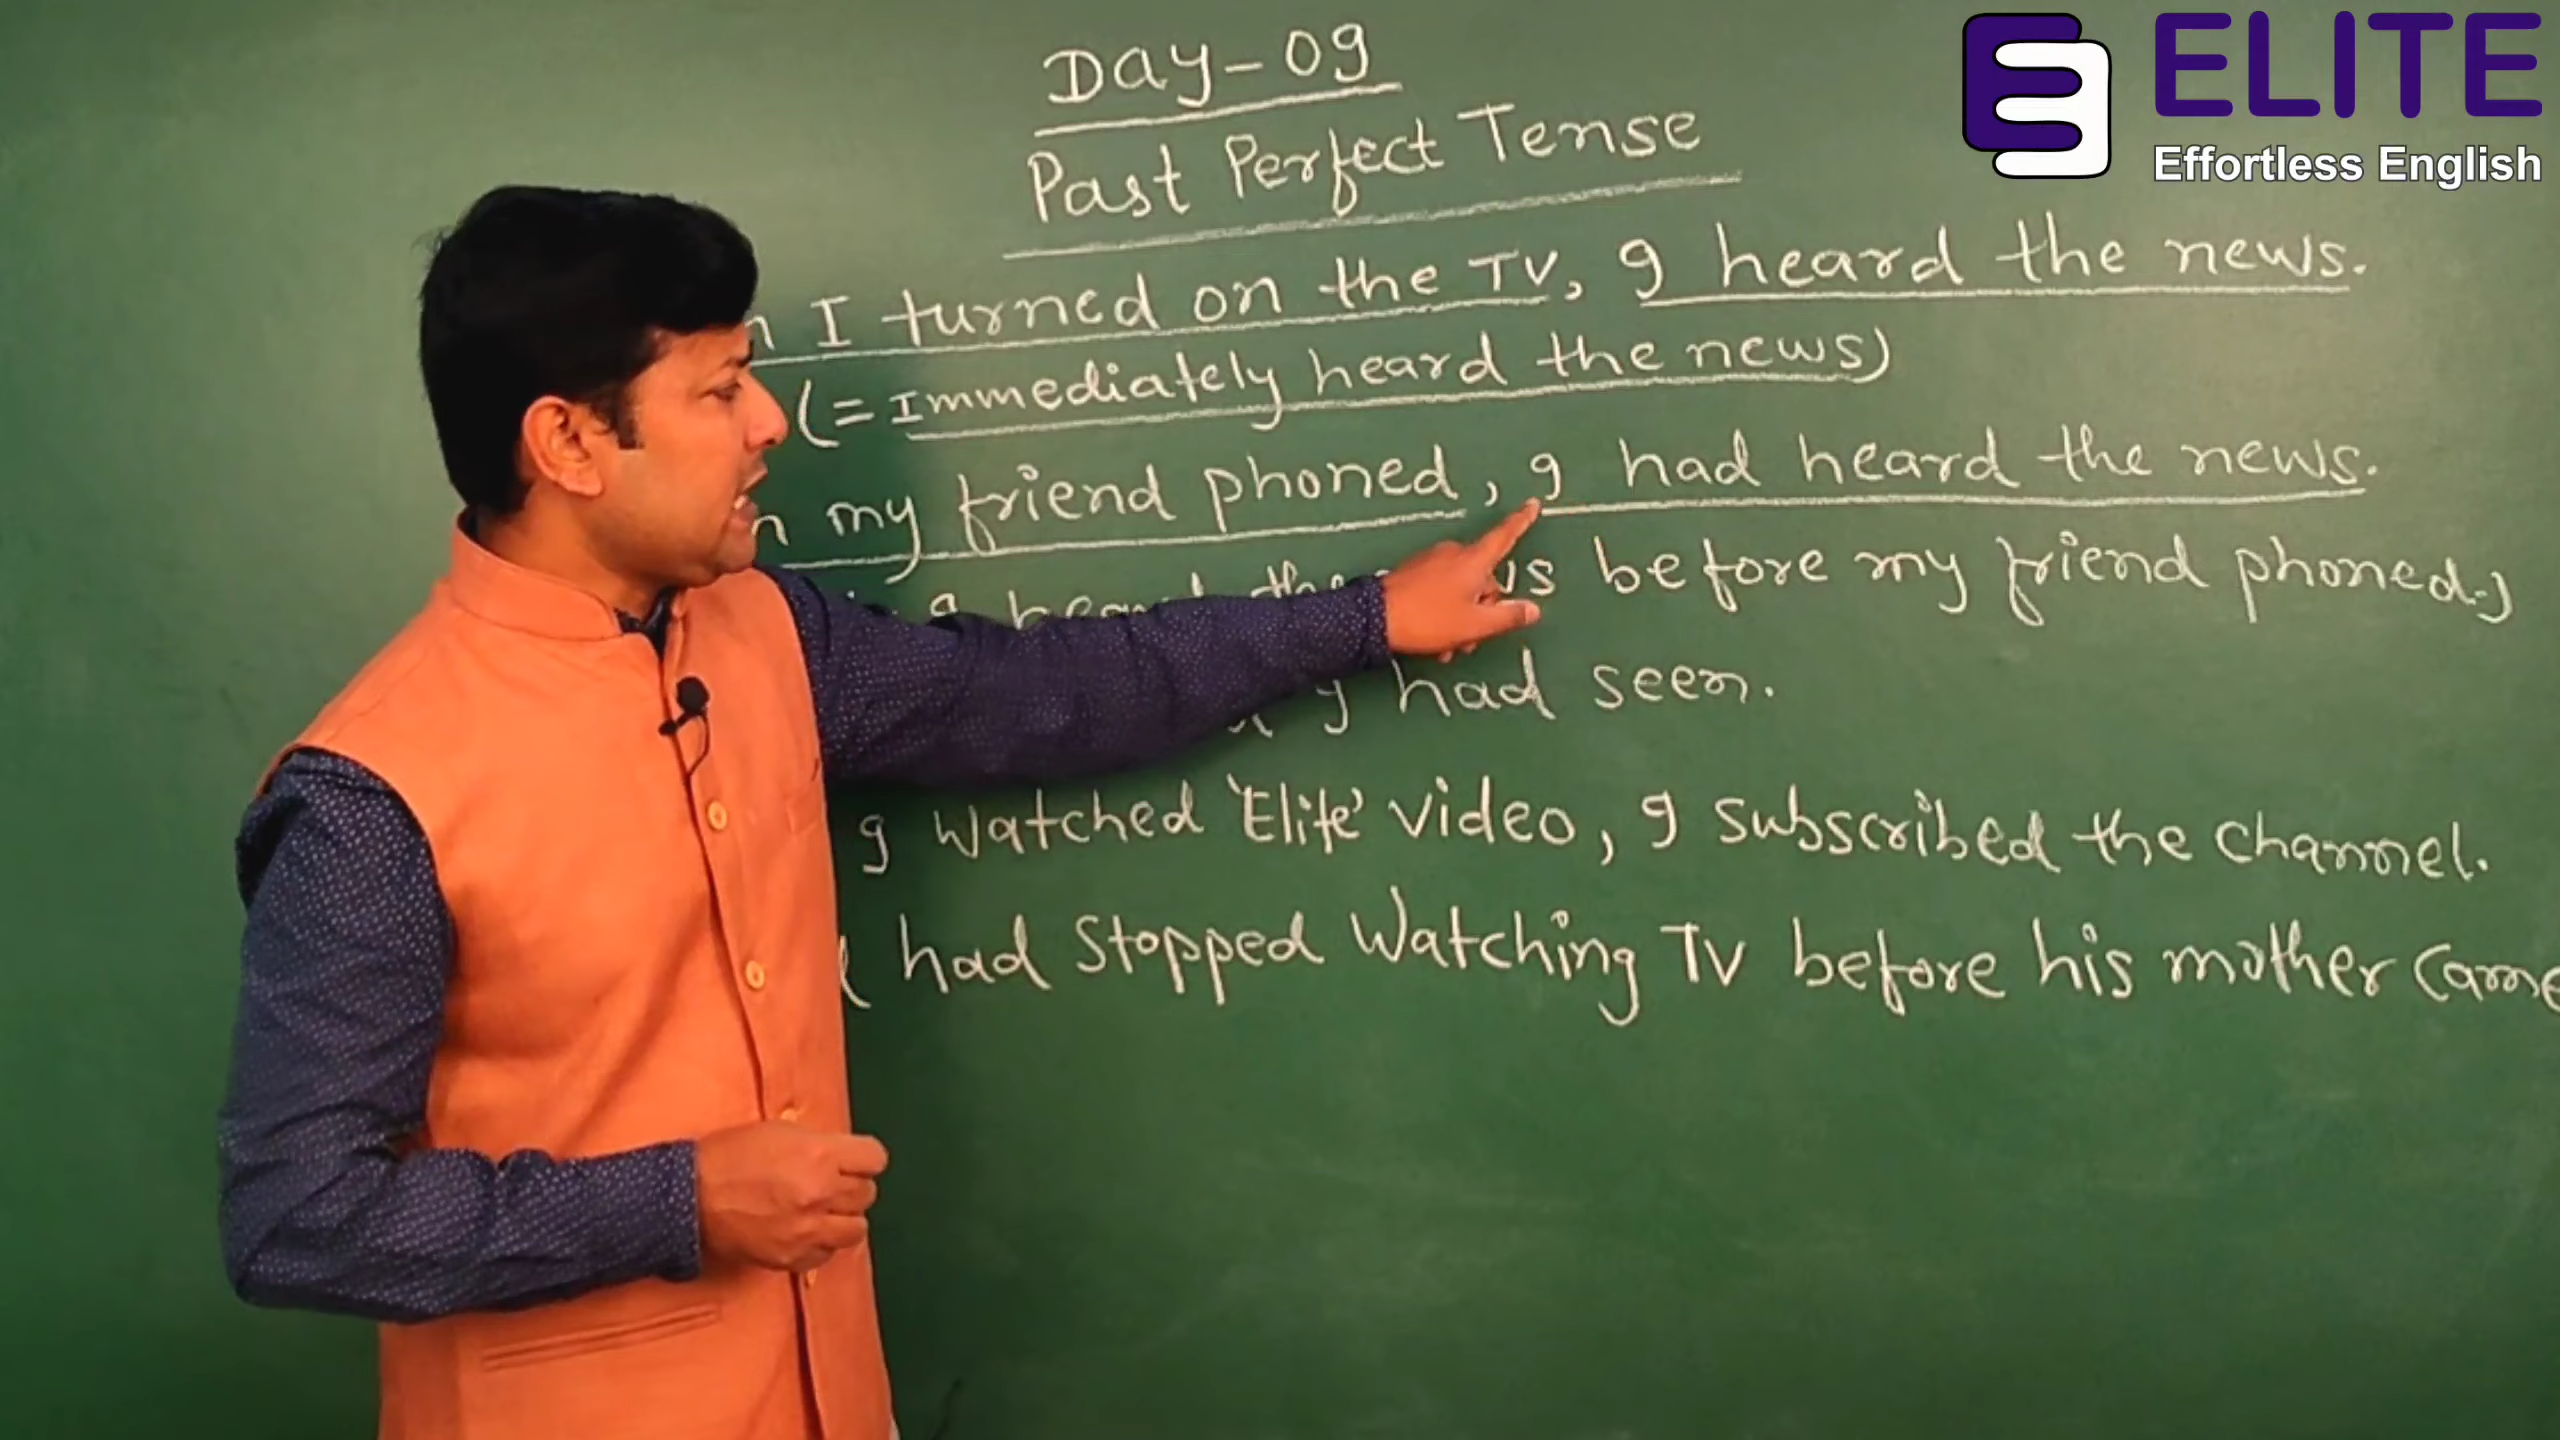 ELITE
Effortless English
Day-09
Past Perfect Tense
I turned on the TV, I heard the news.
(= Immediately heard the news)
my friend phoned, I had heard the news.
before my friend phoned.)
had seen.
I watched 'Elite' video, I subscribed the channel.
had stopped watching TV before his mother came